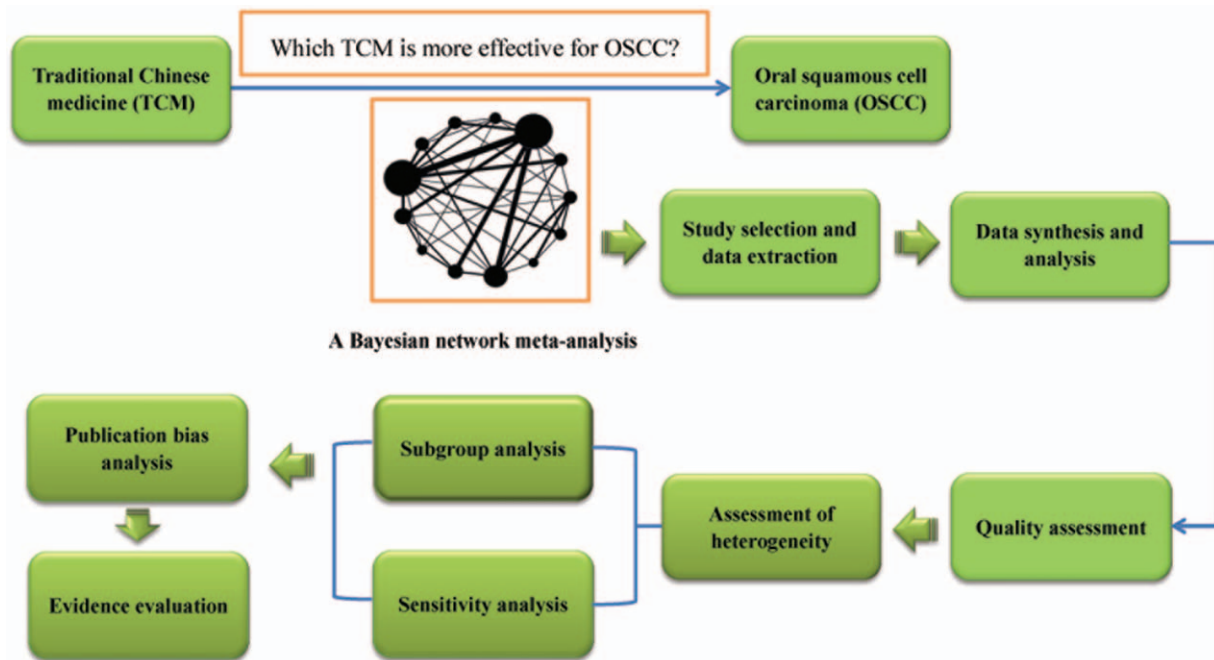 Which TCM is more effective for OSCC?
Traditional Chinese
medicine (TCM)
Oral squamous cell
carcinoma (OSCC)
A Bayesian network meta-analysis
Study selection and
data extraction
Data synthesis and
analysis
Quality assessment
Assessment of
heterogeneity
Subgroup analysis
Sensitivity analysis
Publication bias
analysis
Evidence evaluation